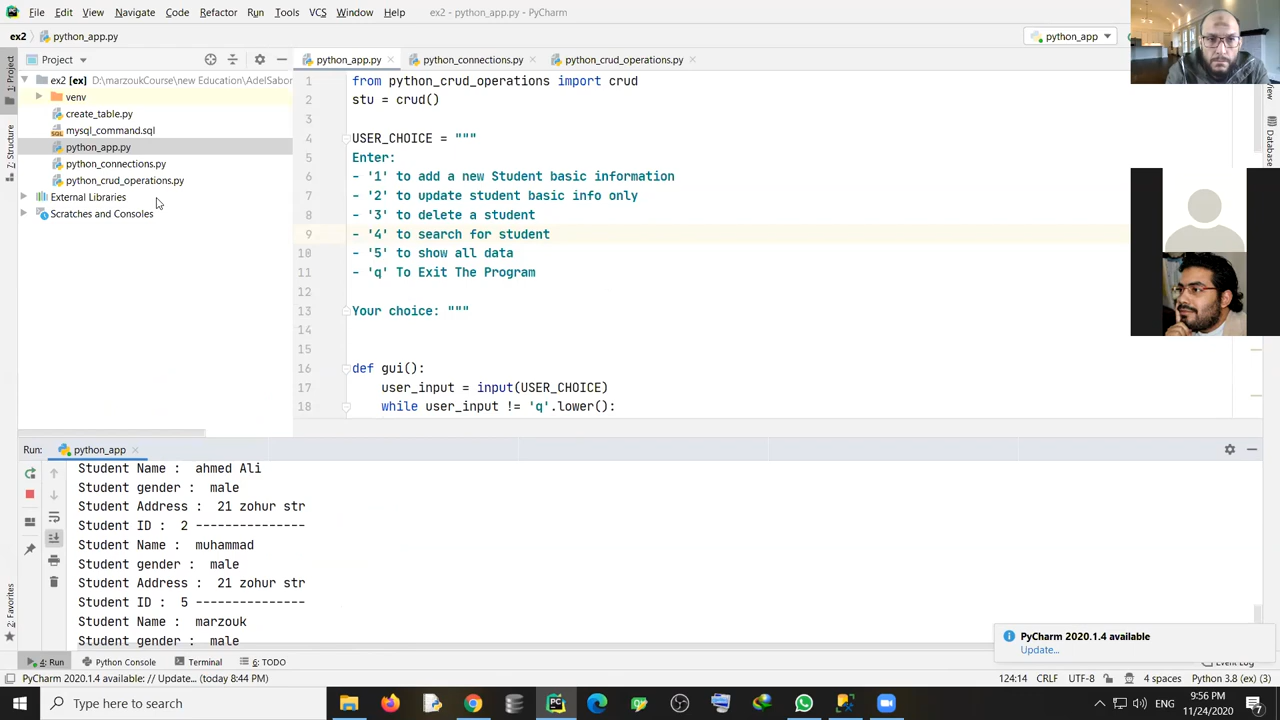 File Edit View Navigate Code Refactor Run Tools VCS Window Help ex2 - python_app.py - PyCharm
ex2 python_app.py
python_app
Project
python_app.py
python_connections.py
python_crud_operations.py
1: Project
Z: Structure
2: Favorites
Database
ex2 [ex] D:\marzoukCourse\new Education\AdelSabor
venv
create_table.py
mysql_command.sql
python_app.py
python_connections.py
python_crud_operations.py
External Libraries
Scratches and Consoles
1 from python_crud_operations import crud
2 stu = crud()
3
4 USER_CHOICE = """
5 Enter:
6 - '1' to add a new Student basic information
7 - '2' to update student basic info only
8 - '3' to delete a student
9 - '4' to search for student
10 - '5' to show all data
11 - 'q' To Exit The Program
12
13 Your choice: """
14
15
16 def gui():
17 user_input = input(USER_CHOICE)
18 while user_input != 'q'.lower():
Run: python_app
Student Name : ahmed Ali
Student gender : male
Student Address : 21 zohur str
Student ID : 2 ---------------
Student Name : muhammad
Student gender : male
Student Address : 21 zohur str
Student ID : 5 ---------------
Student Name : marzouk
Student gender : male
PyCharm 2020.1.4 available
Update...
4: Run Python Console Terminal 6: TODO Event Log
PyCharm 2020.1.4 available: // Update... (today 8:44 PM)
124:14 CRLF UTF-8 4 spaces Python 3.8 (ex) (3)
Type here to search
ENG
9:56 PM
11/24/2020
7